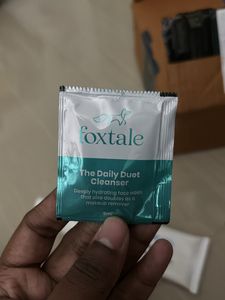 foxtale
The Daily Duet
Cleanser
Deeply hydrating face wash
that also doubles as a
makeup remover